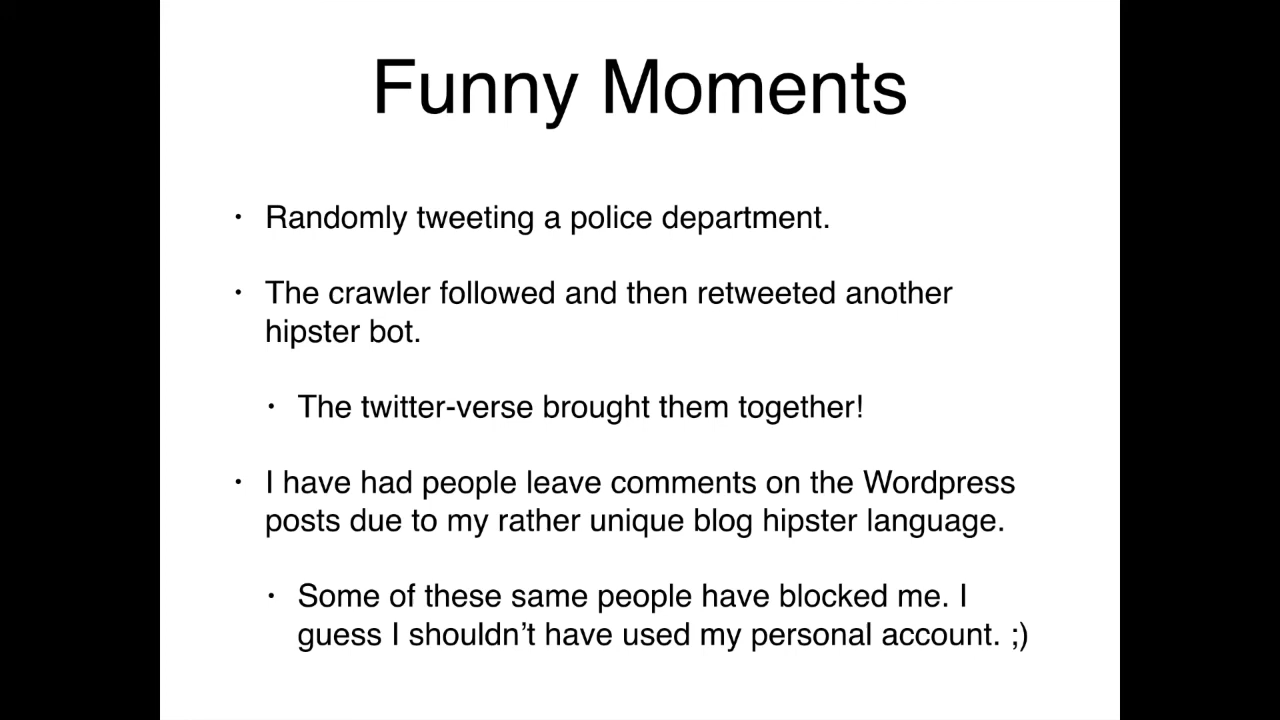 Funny Moments
• Randomly tweeting a police department.
• The crawler followed and then retweeted another
hipster bot.
• The twitter-verse brought them together!
• I have had people leave comments on the Wordpress
posts due to my rather unique blog hipster language.
• Some of these same people have blocked me. I
guess I shouldn’t have used my personal account. ;)